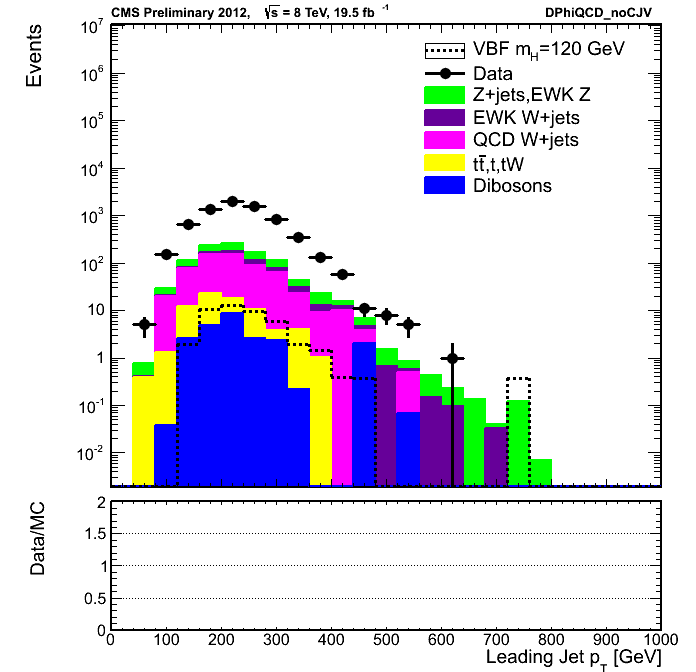 CMS Preliminary 2012, √s = 8 TeV, 19.5 fb⁻¹ DPhiQCD_noCJV
Events
10⁷
10⁶
10⁵
10⁴
10³
10²
10
1
10⁻¹
10⁻²
VBF m_H=120 GeV
Data
Z+jets,EWK Z
EWK W+jets
QCD W+jets
tt̄,t,tW
Dibosons
Data/MC
2
1.5
1
0.5
0
0 100 200 300 400 500 600 700 800 900 1000
Leading Jet p_T [GeV]